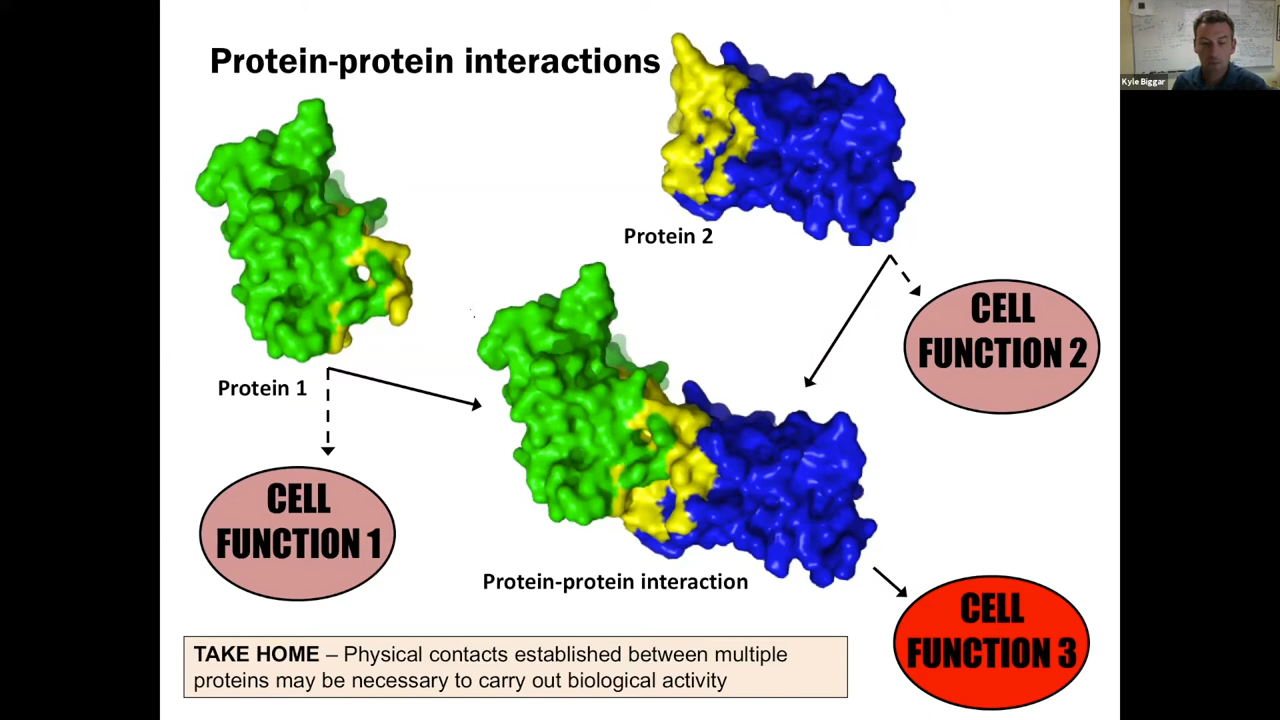 Protein-protein interactions
Kyle Biggar
Protein 2
Protein 1
CELL
FUNCTION 2
CELL
FUNCTION 1
Protein-protein interaction
CELL
FUNCTION 3
TAKE HOME – Physical contacts established between multiple
proteins may be necessary to carry out biological activity